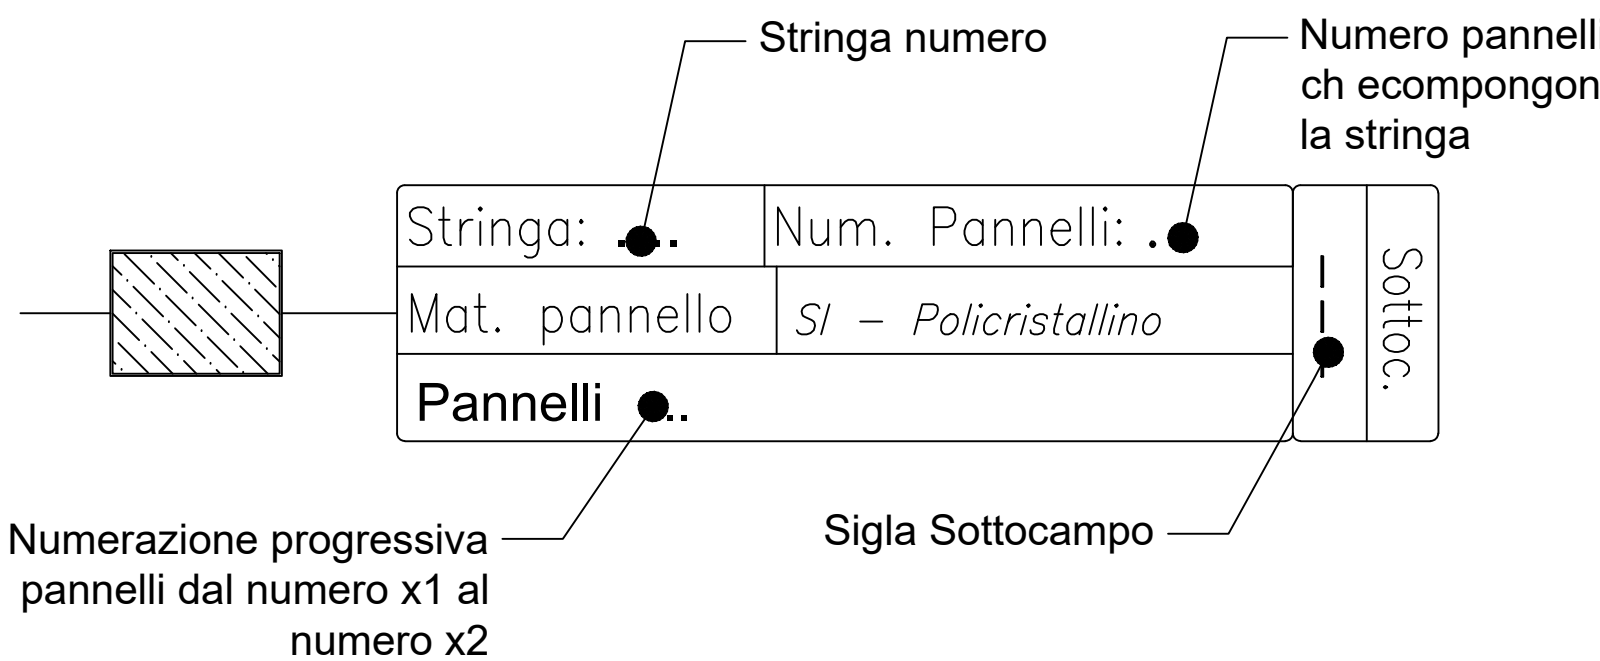 Stringa numero
Numero pannelli
ch ecompongon
la stringa
Stringa: ....
Num. Pannelli: .
Mat. pannello
SI - Policristallino
Pannelli ...
Sottoc.
Numerazione progressiva
pannelli dal numero x1 al
numero x2
Sigla Sottocampo